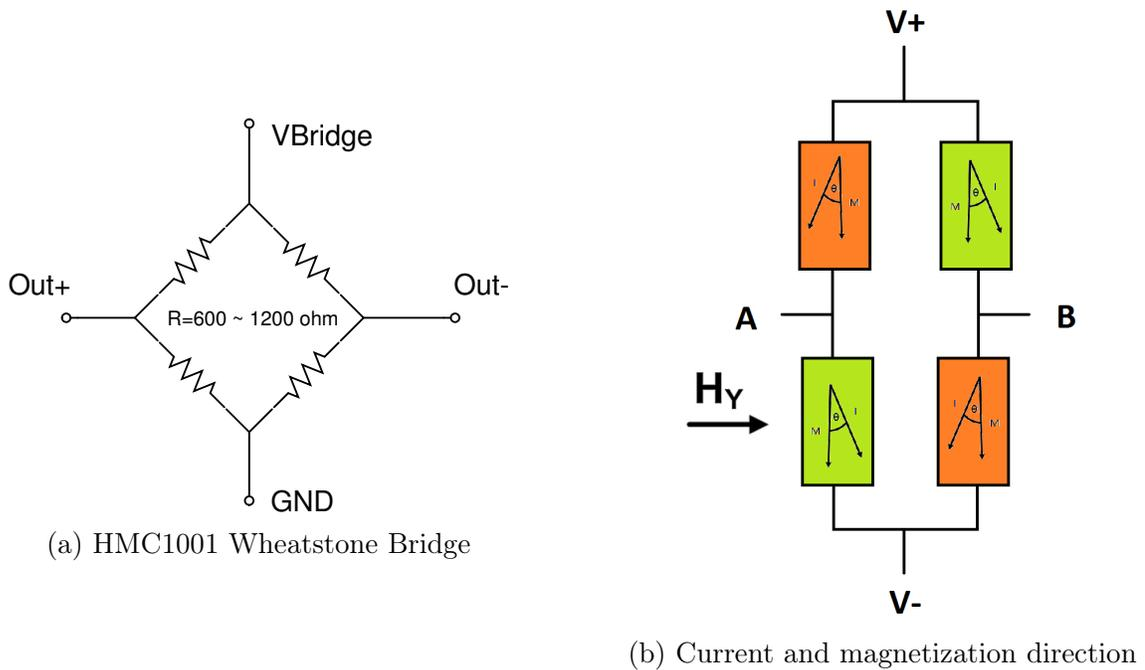 VBridge
Out+
Out-
R=600 ~ 1200 ohm
GND
(a) HMC1001 Wheatstone Bridge
V+
I θ M
M θ I
A
B
H_Y
M θ I
I θ M
V-
(b) Current and magnetization direction